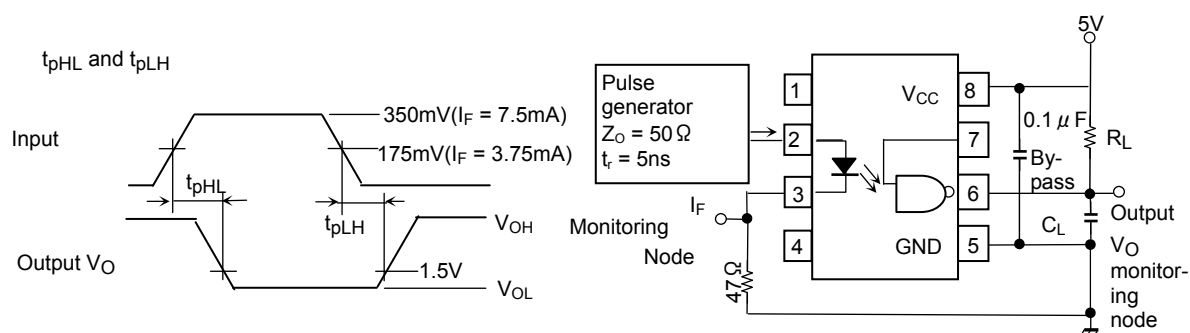 tpHL and tpLH
Input
350mV(IF = 7.5mA)
175mV(IF = 3.75mA)
tpHL
tpLH
VOH
Output VO
1.5V
VOL
Pulse
generator
ZO = 50Ω
tr = 5ns
IF
Monitoring
Node
47Ω
1
2
3
4
VCC
GND
8
7
6
5
5V
0.1 μF
By-
pass
RL
CL
Output
VO
monitor-
ing
node